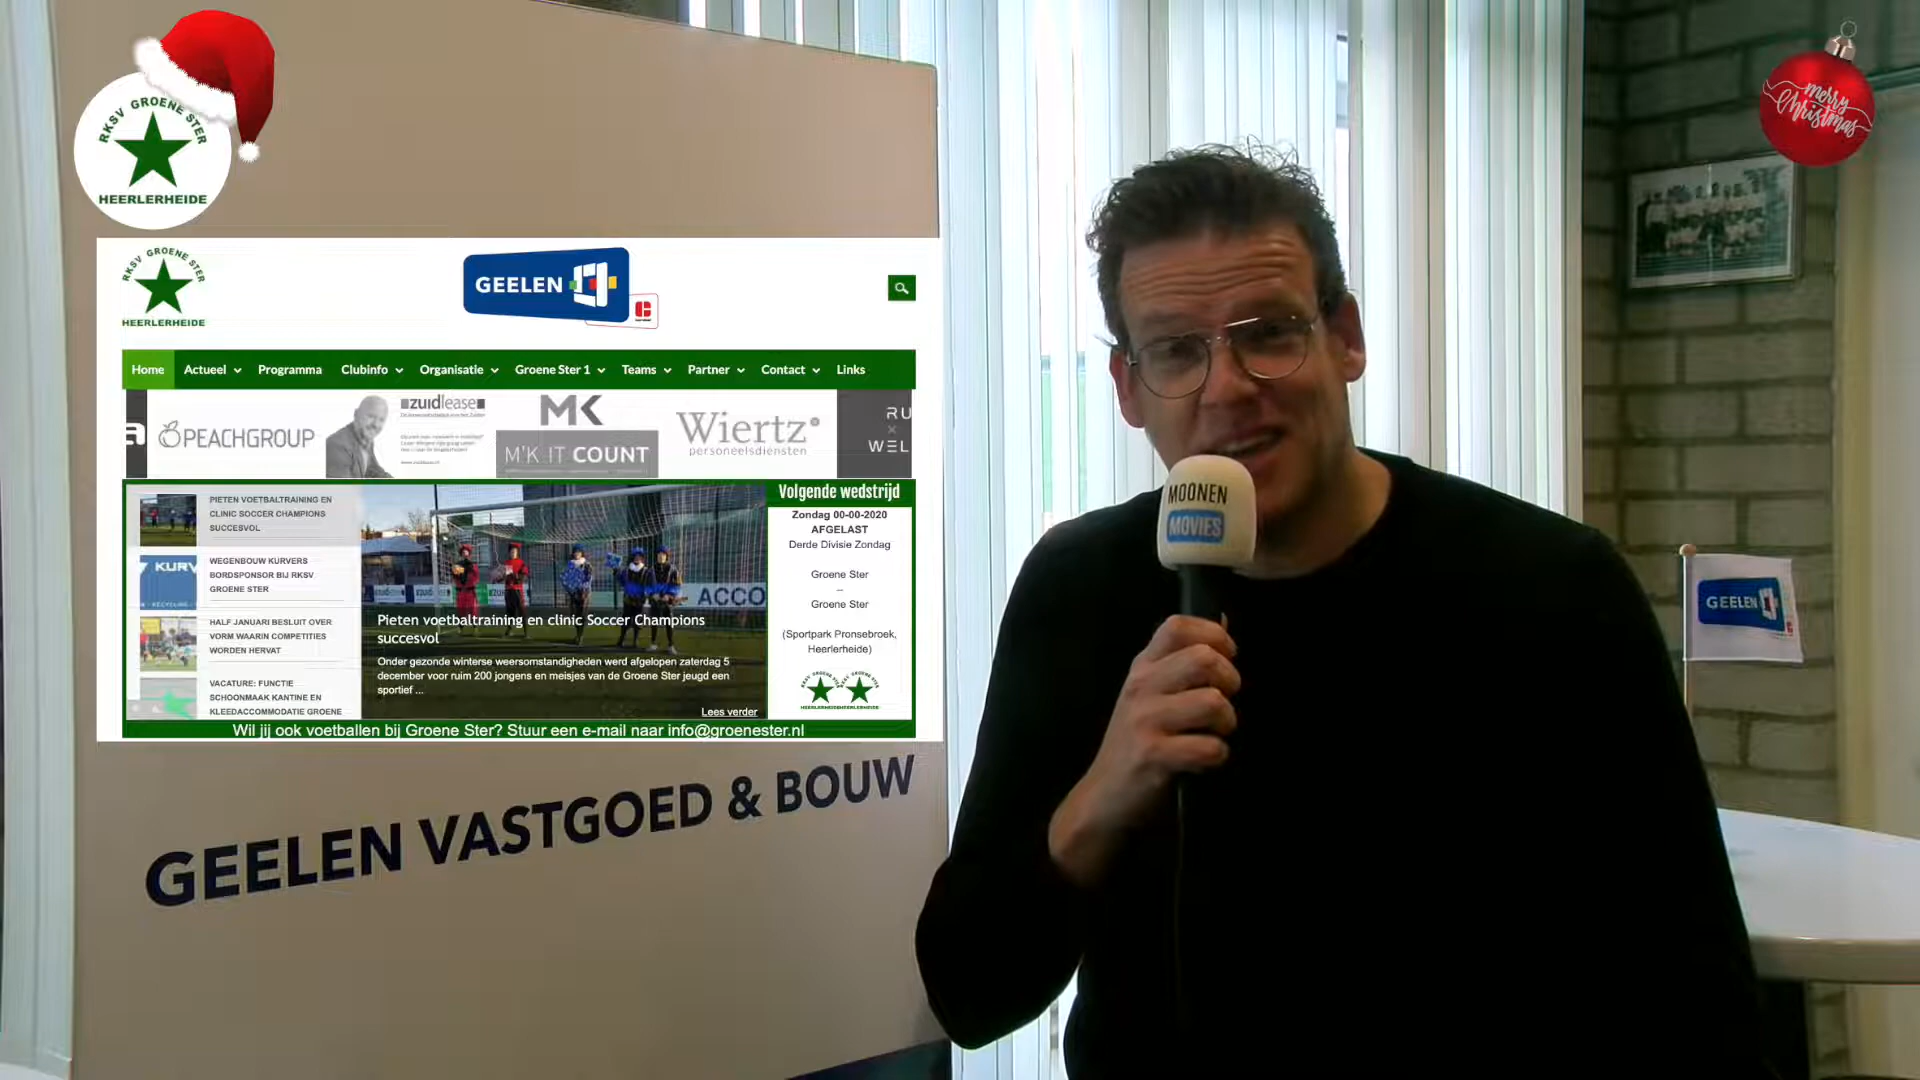 RKSV GROENE STER
HEERLERHEIDE
merry
Christmas
RKSV GROENE STER
HEERLERHEIDE
GEELEN
Home Actueel Programma Clubinfo Organisatie Groene Ster 1 Teams Partner Contact Links
PEACHGROUP
zuidlease
MK
M'K IT COUNT
Wiertz
personeelsdiensten
RU
X
WEL
PIETEN VOETBALTRAINING EN
CLINIC SOCCER CHAMPIONS
SUCCESVOL
KURV
WEGENBOUW KURVERS
BORDSPONSOR BIJ RKSV
GROENE STER
HALF JANUARI BESLUIT OVER
VORM WAARIN COMPETITIES
WORDEN HERVAT
VACATURE: FUNCTIE
SCHOONMAAK KANTINE EN
KLEEDACCOMMODATIE GROENE
ACCO
Pieten voetbaltraining en clinic Soccer Champions
succesvol
Onder gezonde winterse weersomstandigheden werd afgelopen zaterdag 5
december voor ruim 200 jongens en meisjes van de Groene Ster jeugd een
sportief ...
Lees verder
Volgende wedstrijd
Zondag 00-00-2020
AFGELAST
Derde Divisie Zondag
Groene Ster
–
Groene Ster
(Sportpark Pronsebroek,
Heerlerheide)
Wil jij ook voetballen bij Groene Ster? Stuur een e-mail naar info@groenester.nl
GEELEN VASTGOED & BOUW
MOONEN
MOVIES
GEELEN